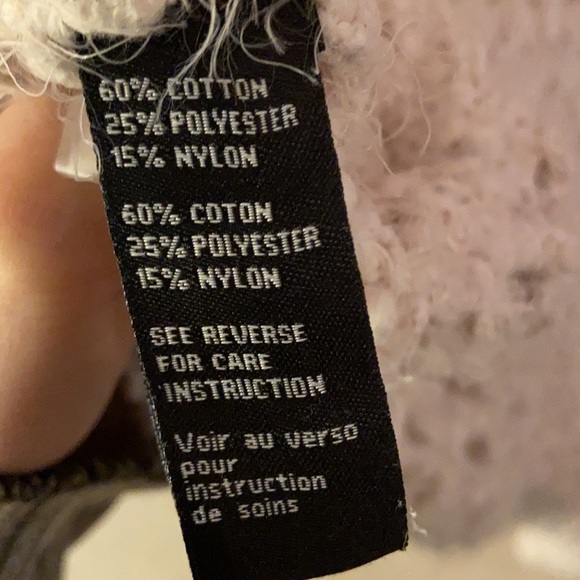 60% COTTON
25% POLYESTER
15% NYLON
60% COTON
25% POLYESTER
15% NYLON
SEE REVERSE
FOR CARE
INSTRUCTION
Voir au verso
pour
instruction
de soins